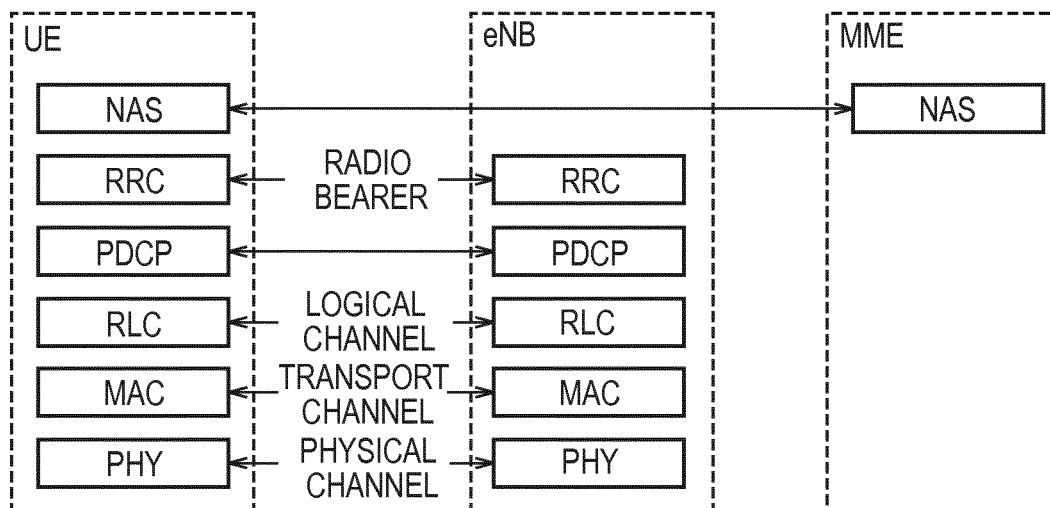 UE
eNB
MME
NAS
NAS
RRC
RADIO
BEARER
RRC
PDCP
PDCP
RLC
LOGICAL
CHANNEL
RLC
MAC
TRANSPORT
CHANNEL
MAC
PHY
PHYSICAL
CHANNEL
PHY